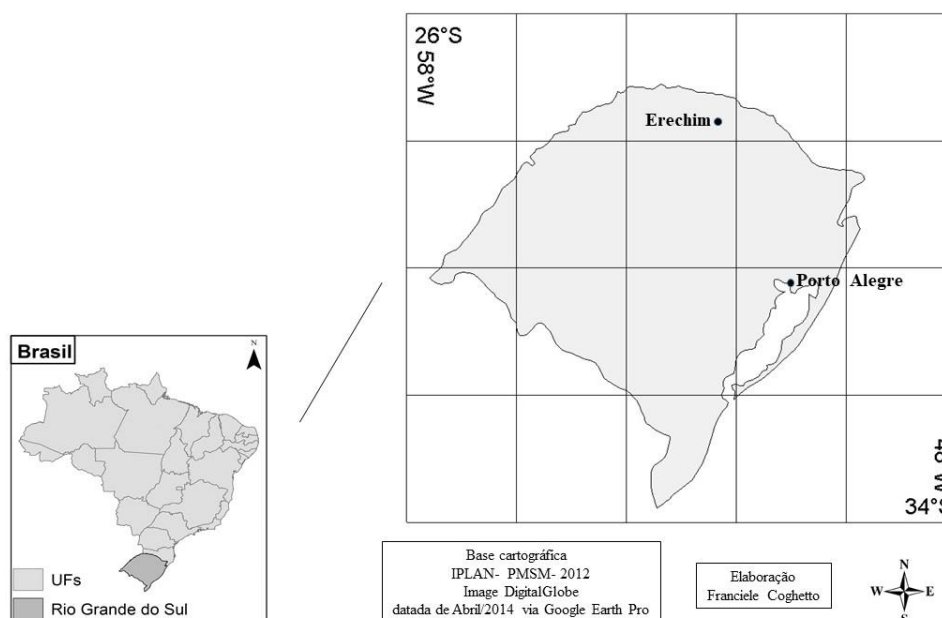 26°S
58°W
Erechim
Porto Alegre
48°W
34°S
Brasil
N
UFs
Rio Grande do Sul
Base cartográfica
IPLAN- PMSM- 2012
Image DigitalGlobe
datada de Abril/2014 via Google Earth Pro
Elaboração
Franciele Coghetto
N
W E
S